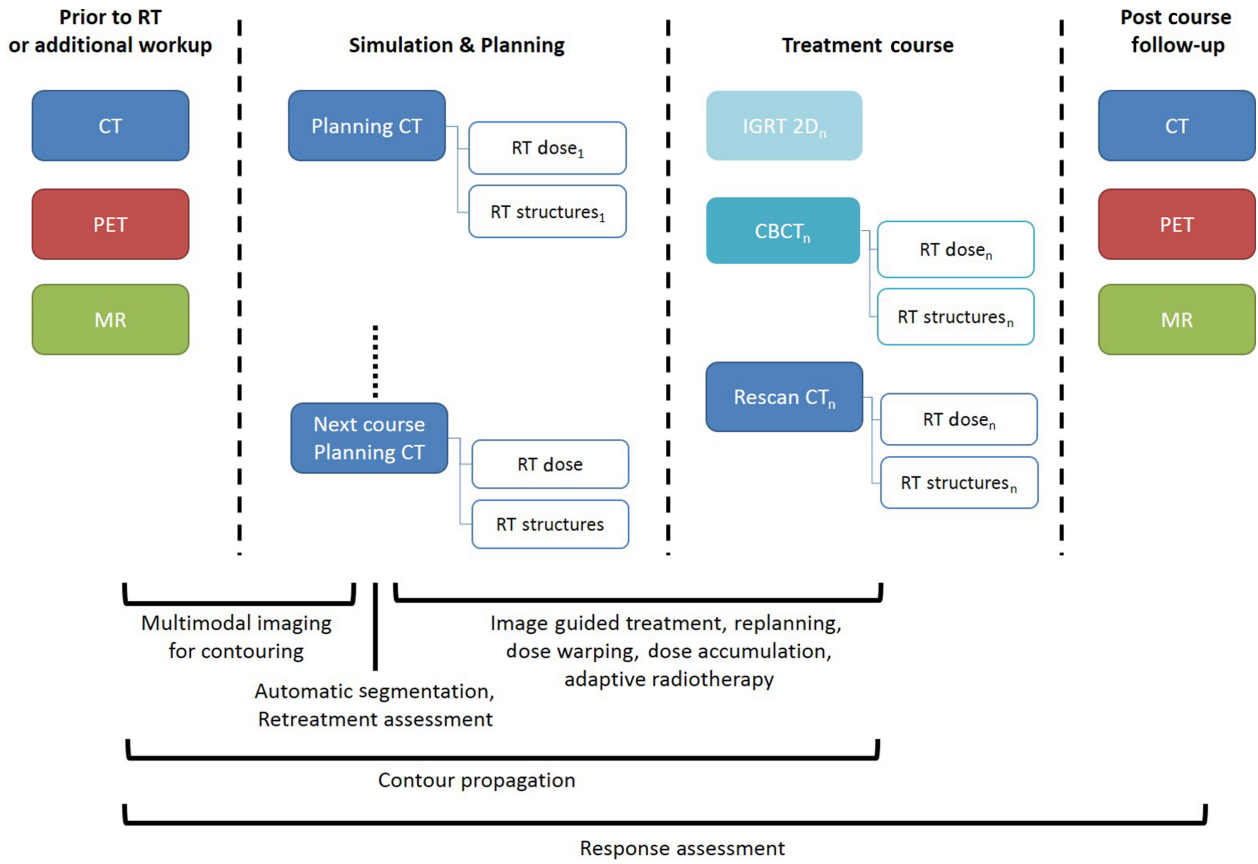 Prior to RT
or additional workup
CT
PET
MR
Simulation & Planning
Planning CT
RT dose₁
RT structures₁
Next course
Planning CT
RT dose
RT structures
Treatment course
IGRT 2Dₙ
CBCTₙ
RT doseₙ
RT structuresₙ
Rescan CTₙ
RT doseₙ
RT structuresₙ
Post course
follow-up
CT
PET
MR
Multimodal imaging
for contouring
Automatic segmentation,
Retreatment assessment
Image guided treatment, replanning,
dose warping, dose accumulation,
adaptive radiotherapy
Contour propagation
Response assessment